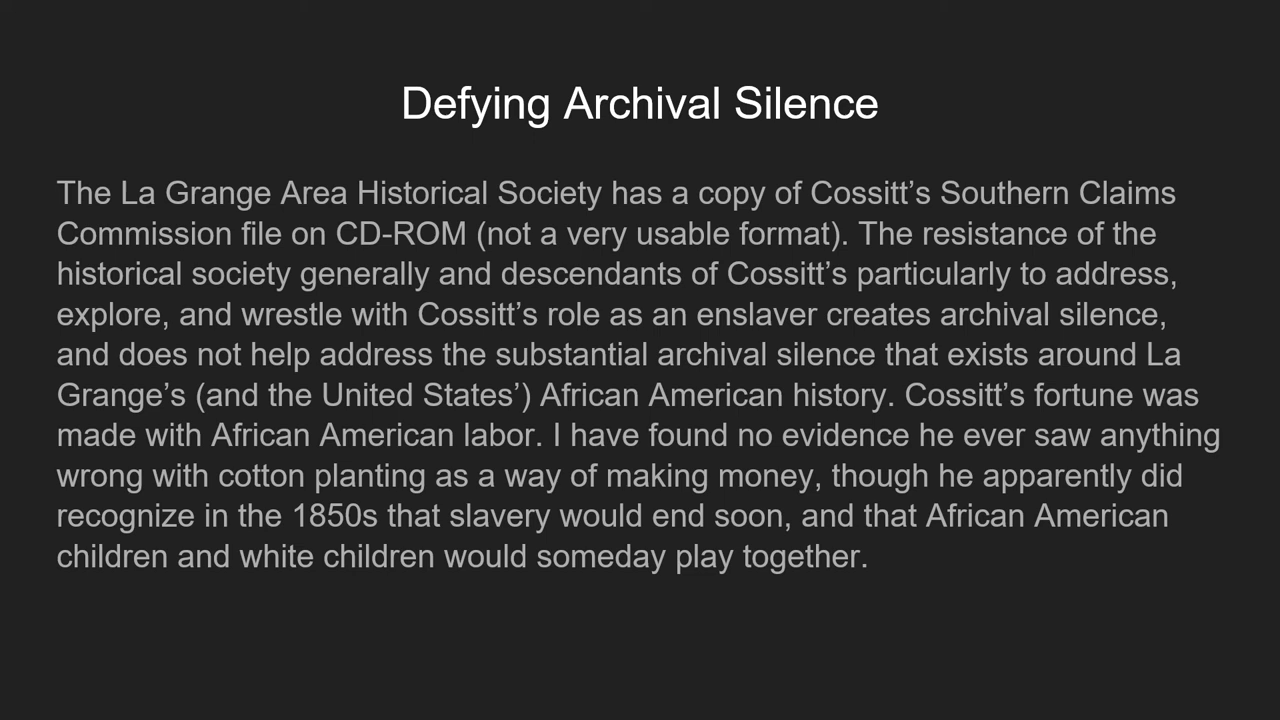 Defying Archival Silence
The La Grange Area Historical Society has a copy of Cossitt’s Southern Claims
Commission file on CD-ROM (not a very usable format). The resistance of the
historical society generally and descendants of Cossitt’s particularly to address,
explore, and wrestle with Cossitt’s role as an enslaver creates archival silence,
and does not help address the substantial archival silence that exists around La
Grange’s (and the United States’) African American history. Cossitt’s fortune was
made with African American labor. I have found no evidence he ever saw anything
wrong with cotton planting as a way of making money, though he apparently did
recognize in the 1850s that slavery would end soon, and that African American
children and white children would someday play together.